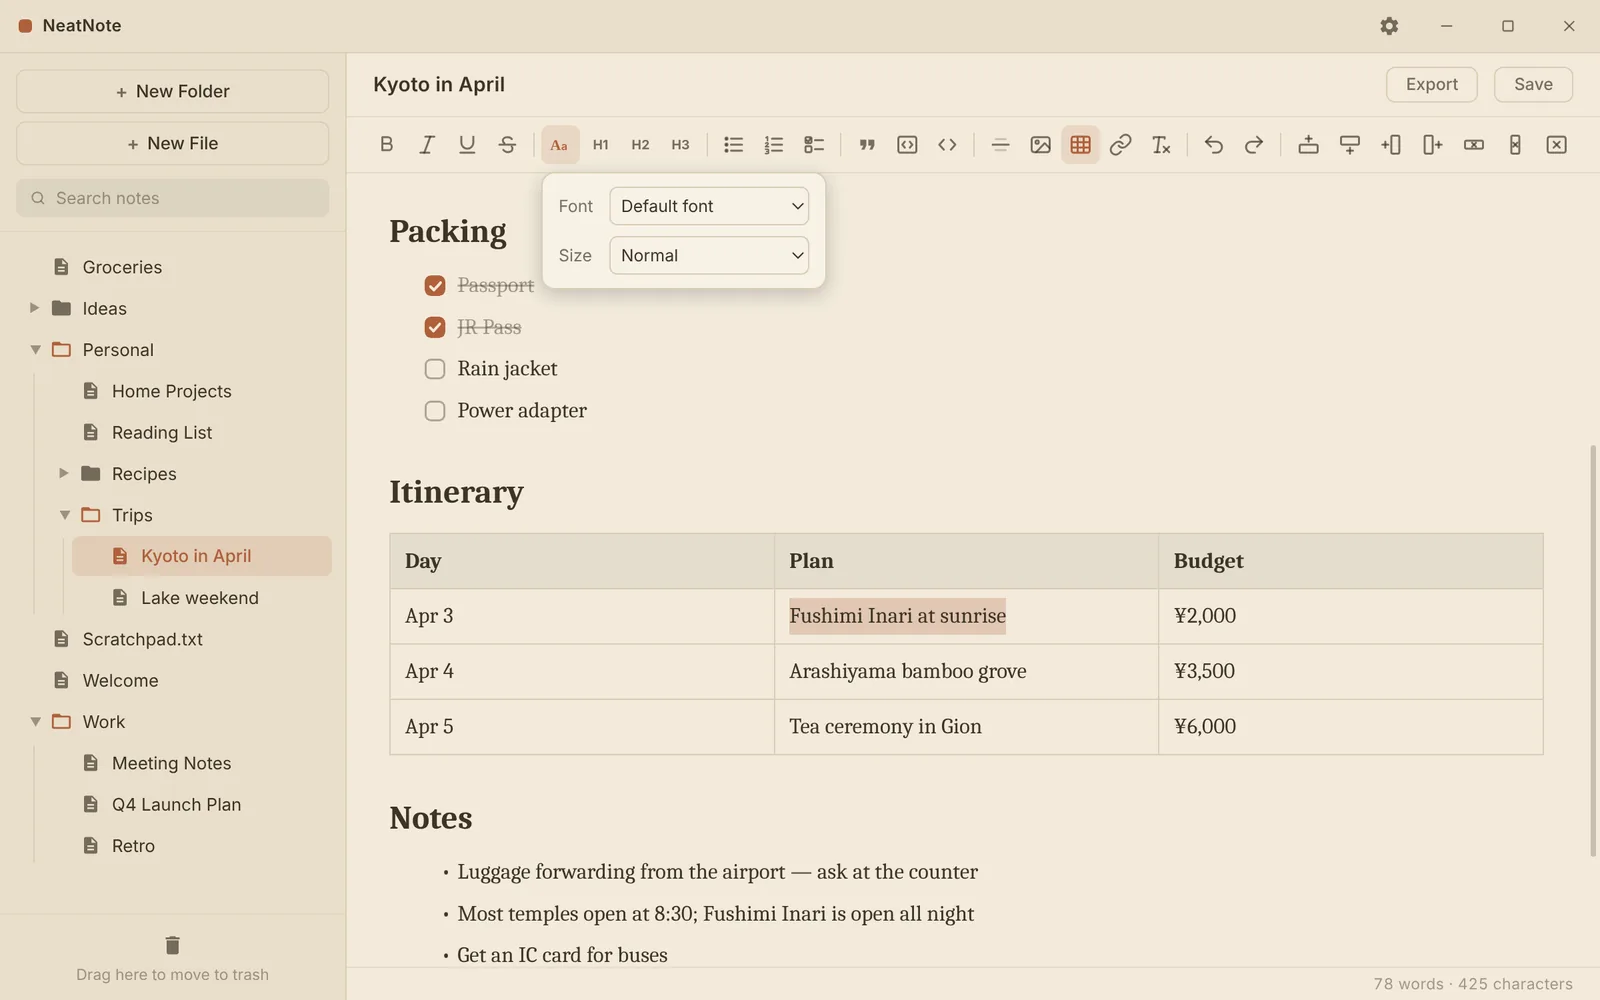 NeatNote
+ New Folder
+ New File
Search notes
Groceries
Ideas
Personal
Home Projects
Reading List
Recipes
Trips
Kyoto in April
Lake weekend
Scratchpad.txt
Welcome
Work
Meeting Notes
Q4 Launch Plan
Retro
Drag here to move to trash
Kyoto in April
Export
Save
B I U S Aa H1 H2 H3
Font Default font
Size Normal
Packing
Passport
JR Pass
Rain jacket
Power adapter
Itinerary
Day Plan Budget
Apr 3 Fushimi Inari at sunrise ¥2,000
Apr 4 Arashiyama bamboo grove ¥3,500
Apr 5 Tea ceremony in Gion ¥6,000
Notes
• Luggage forwarding from the airport — ask at the counter
• Most temples open at 8:30; Fushimi Inari is open all night
• Get an IC card for buses
78 words · 425 characters